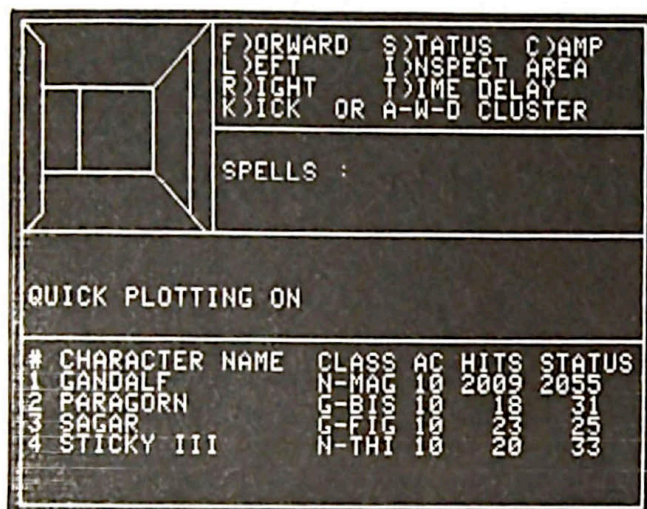 F)ORWARD S)TATUS C)AMP
L)EFT I)NSPECT AREA
R)IGHT T)IME DELAY
K)ICK OR A-W-D CLUSTER
SPELLS :
QUICK PLOTTING ON
# CHARACTER NAME CLASS AC HITS STATUS
1 GANDALF N-MAG 10 2009 2055
2 PARAGORN G-BIS 10 18 31
3 SAGAR G-FIG 10 23 25
4 STICKY III N-THI 10 20 33